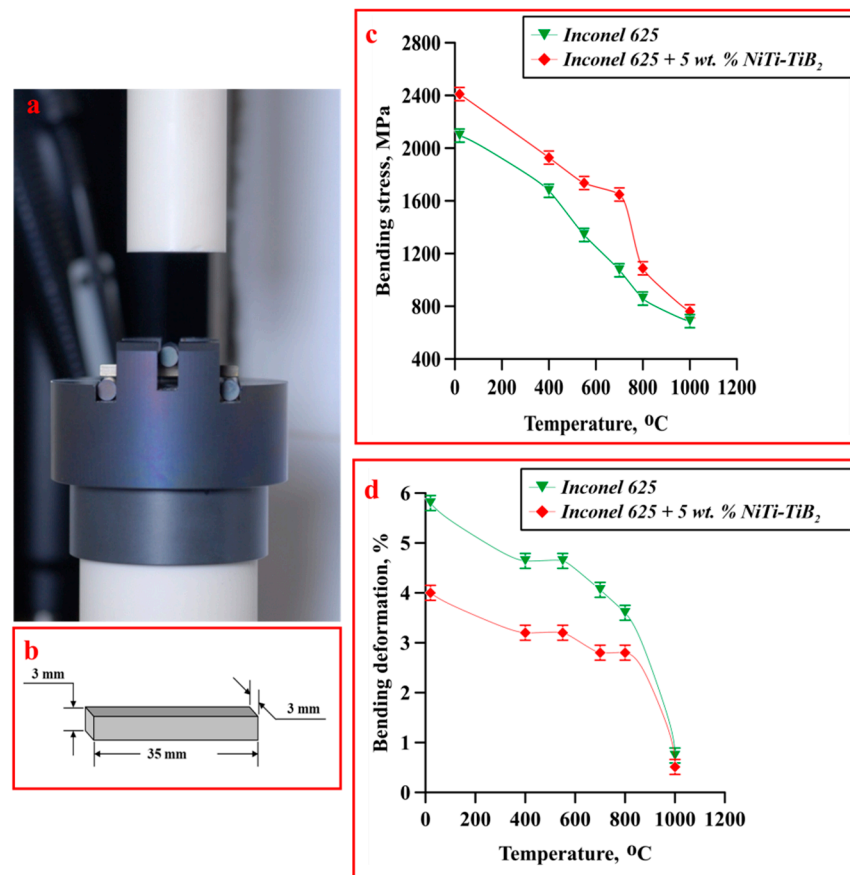 a
b
3 mm
3 mm
35 mm
c
Inconel 625
Inconel 625 + 5 wt. % NiTi-TiB₂
Bending stress, MPa
2800
2400
2000
1600
1200
800
400
0 200 400 600 800 1000 1200
Temperature, ⁰C
d
Inconel 625
Inconel 625 + 5 wt. % NiTi-TiB₂
Bending deformation, %
6
5
4
3
2
1
0
0 200 400 600 800 1000 1200
Temperature, ⁰C